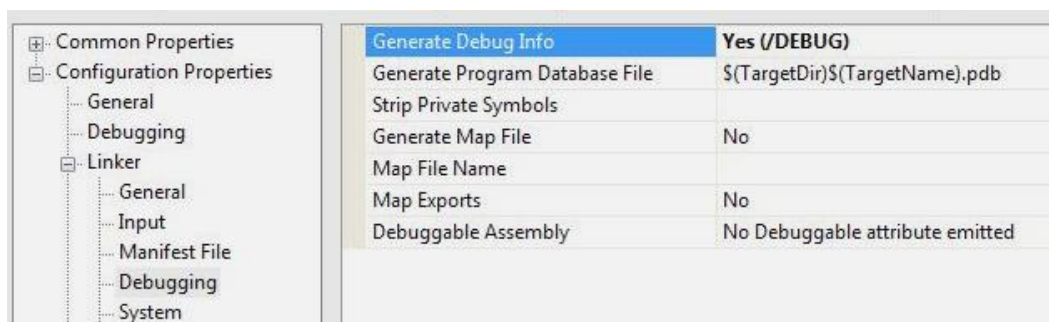 Common Properties
Configuration Properties
General
Debugging
Linker
General
Input
Manifest File
Debugging
System
Generate Debug Info Yes (/DEBUG)
Generate Program Database File $(TargetDir)$(TargetName).pdb
Strip Private Symbols
Generate Map File No
Map File Name
Map Exports No
Debuggable Assembly No Debuggable attribute emitted